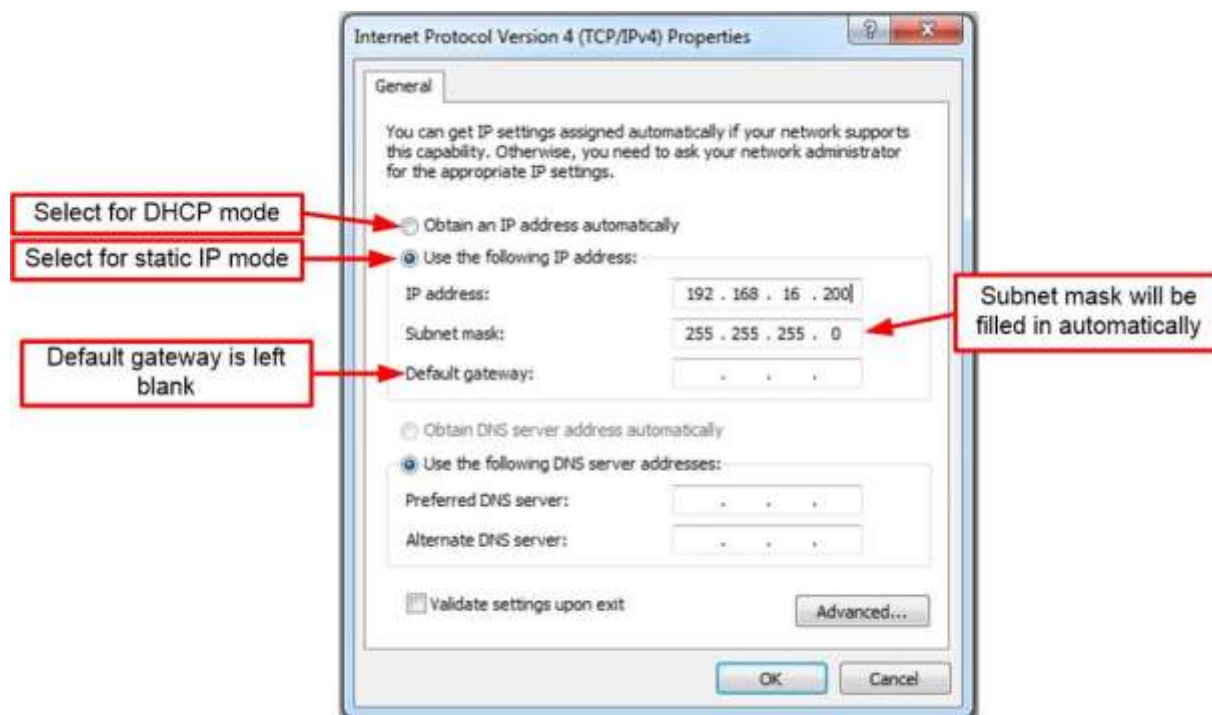 Internet Protocol Version 4 (TCP/IPv4) Properties
General
You can get IP settings assigned automatically if your network supports
this capability. Otherwise, you need to ask your network administrator
for the appropriate IP settings.
Select for DHCP mode
Obtain an IP address automatically
Select for static IP mode
Use the following IP address:
IP address:
192 . 168 . 16 . 200
Subnet mask:
255 . 255 . 255 . 0
Subnet mask will be
filled in automatically
Default gateway is left
blank
Default gateway:
. . .
Obtain DNS server address automatically
Use the following DNS server addresses:
Preferred DNS server:
. . .
Alternate DNS server:
. . .
Validate settings upon exit
Advanced...
OK
Cancel